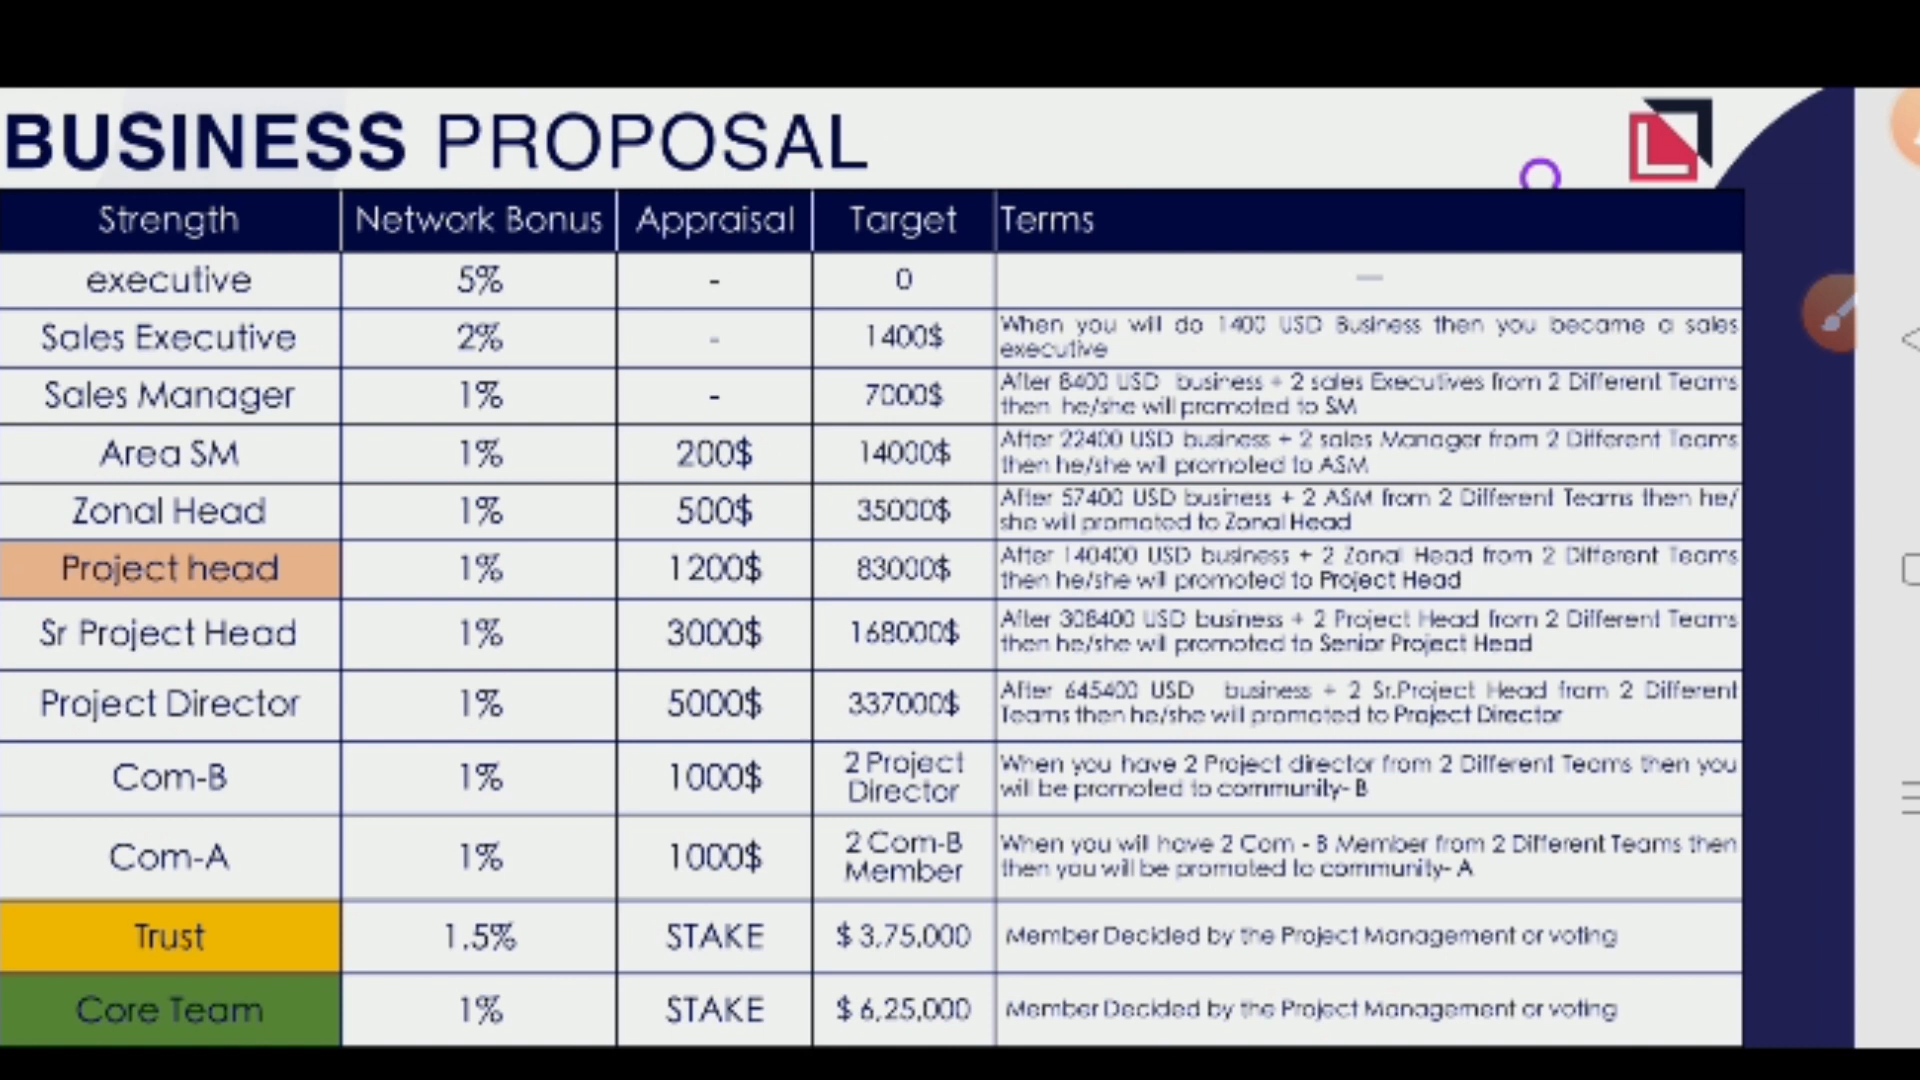 BUSINESS PROPOSAL
Strength Network Bonus Appraisal Target Terms
executive 5% - 0 —
Sales Executive 2% - 1400$ When you will do 1400 USD Business then you became a sales
executive
Sales Manager 1% - 7000$ After 8400 USD business + 2 sales Executives from 2 Different Teams
then he/she will promoted to SM
Area SM 1% 200$ 14000$ After 22400 USD business + 2 sales Manager from 2 Different Teams
then he/she will promoted to ASM
Zonal Head 1% 500$ 35000$ After 57400 USD business + 2 ASM from 2 Different Teams then he/
she will promoted to Zonal Head
Project head 1% 1200$ 83000$ After 140400 USD business + 2 Zonal Head from 2 Different Teams
then he/she will promoted to Project Head
Sr Project Head 1% 3000$ 168000$ After 308400 USD business + 2 Project Head from 2 Different Teams
then he/she will promoted to Senior Project Head
Project Director 1% 5000$ 337000$ After 645400 USD business + 2 Sr.Project Head from 2 Different
Teams then he/she will promoted to Project Director
Com-B 1% 1000$ 2 Project
Director When you have 2 Project director from 2 Different Teams then you
will be promoted to community- B
Com-A 1% 1000$ 2 Com-B
Member When you will have 2 Com - B Member from 2 Different Teams then
then you will be promoted to community- A
Trust 1.5% STAKE $ 3,75,000 Member Decided by the Project Management or voting
Core Team 1% STAKE $ 6,25,000 Member Decided by the Project Management or voting